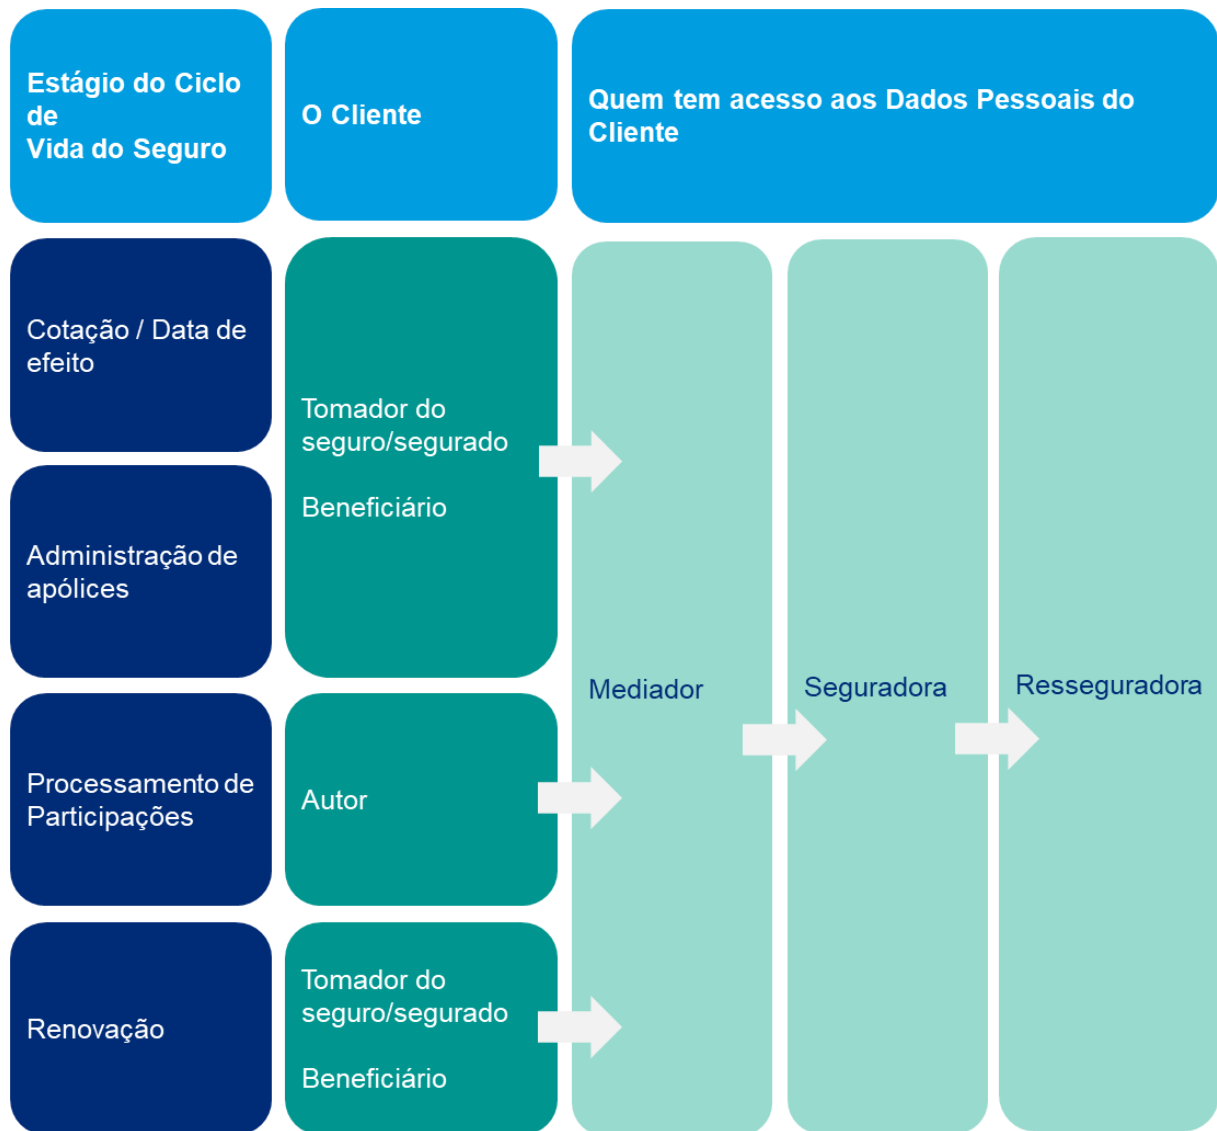 Estágio do Ciclo
de
Vida do Seguro
O Cliente
Quem tem acesso aos Dados Pessoais do
Cliente
Cotação / Data de
efeito
Tomador do
seguro/segurado
Beneficiário
Administração de
apólices
Mediador
Seguradora
Resseguradora
Processamento de
Participações
Autor
Renovação
Tomador do
seguro/segurado
Beneficiário